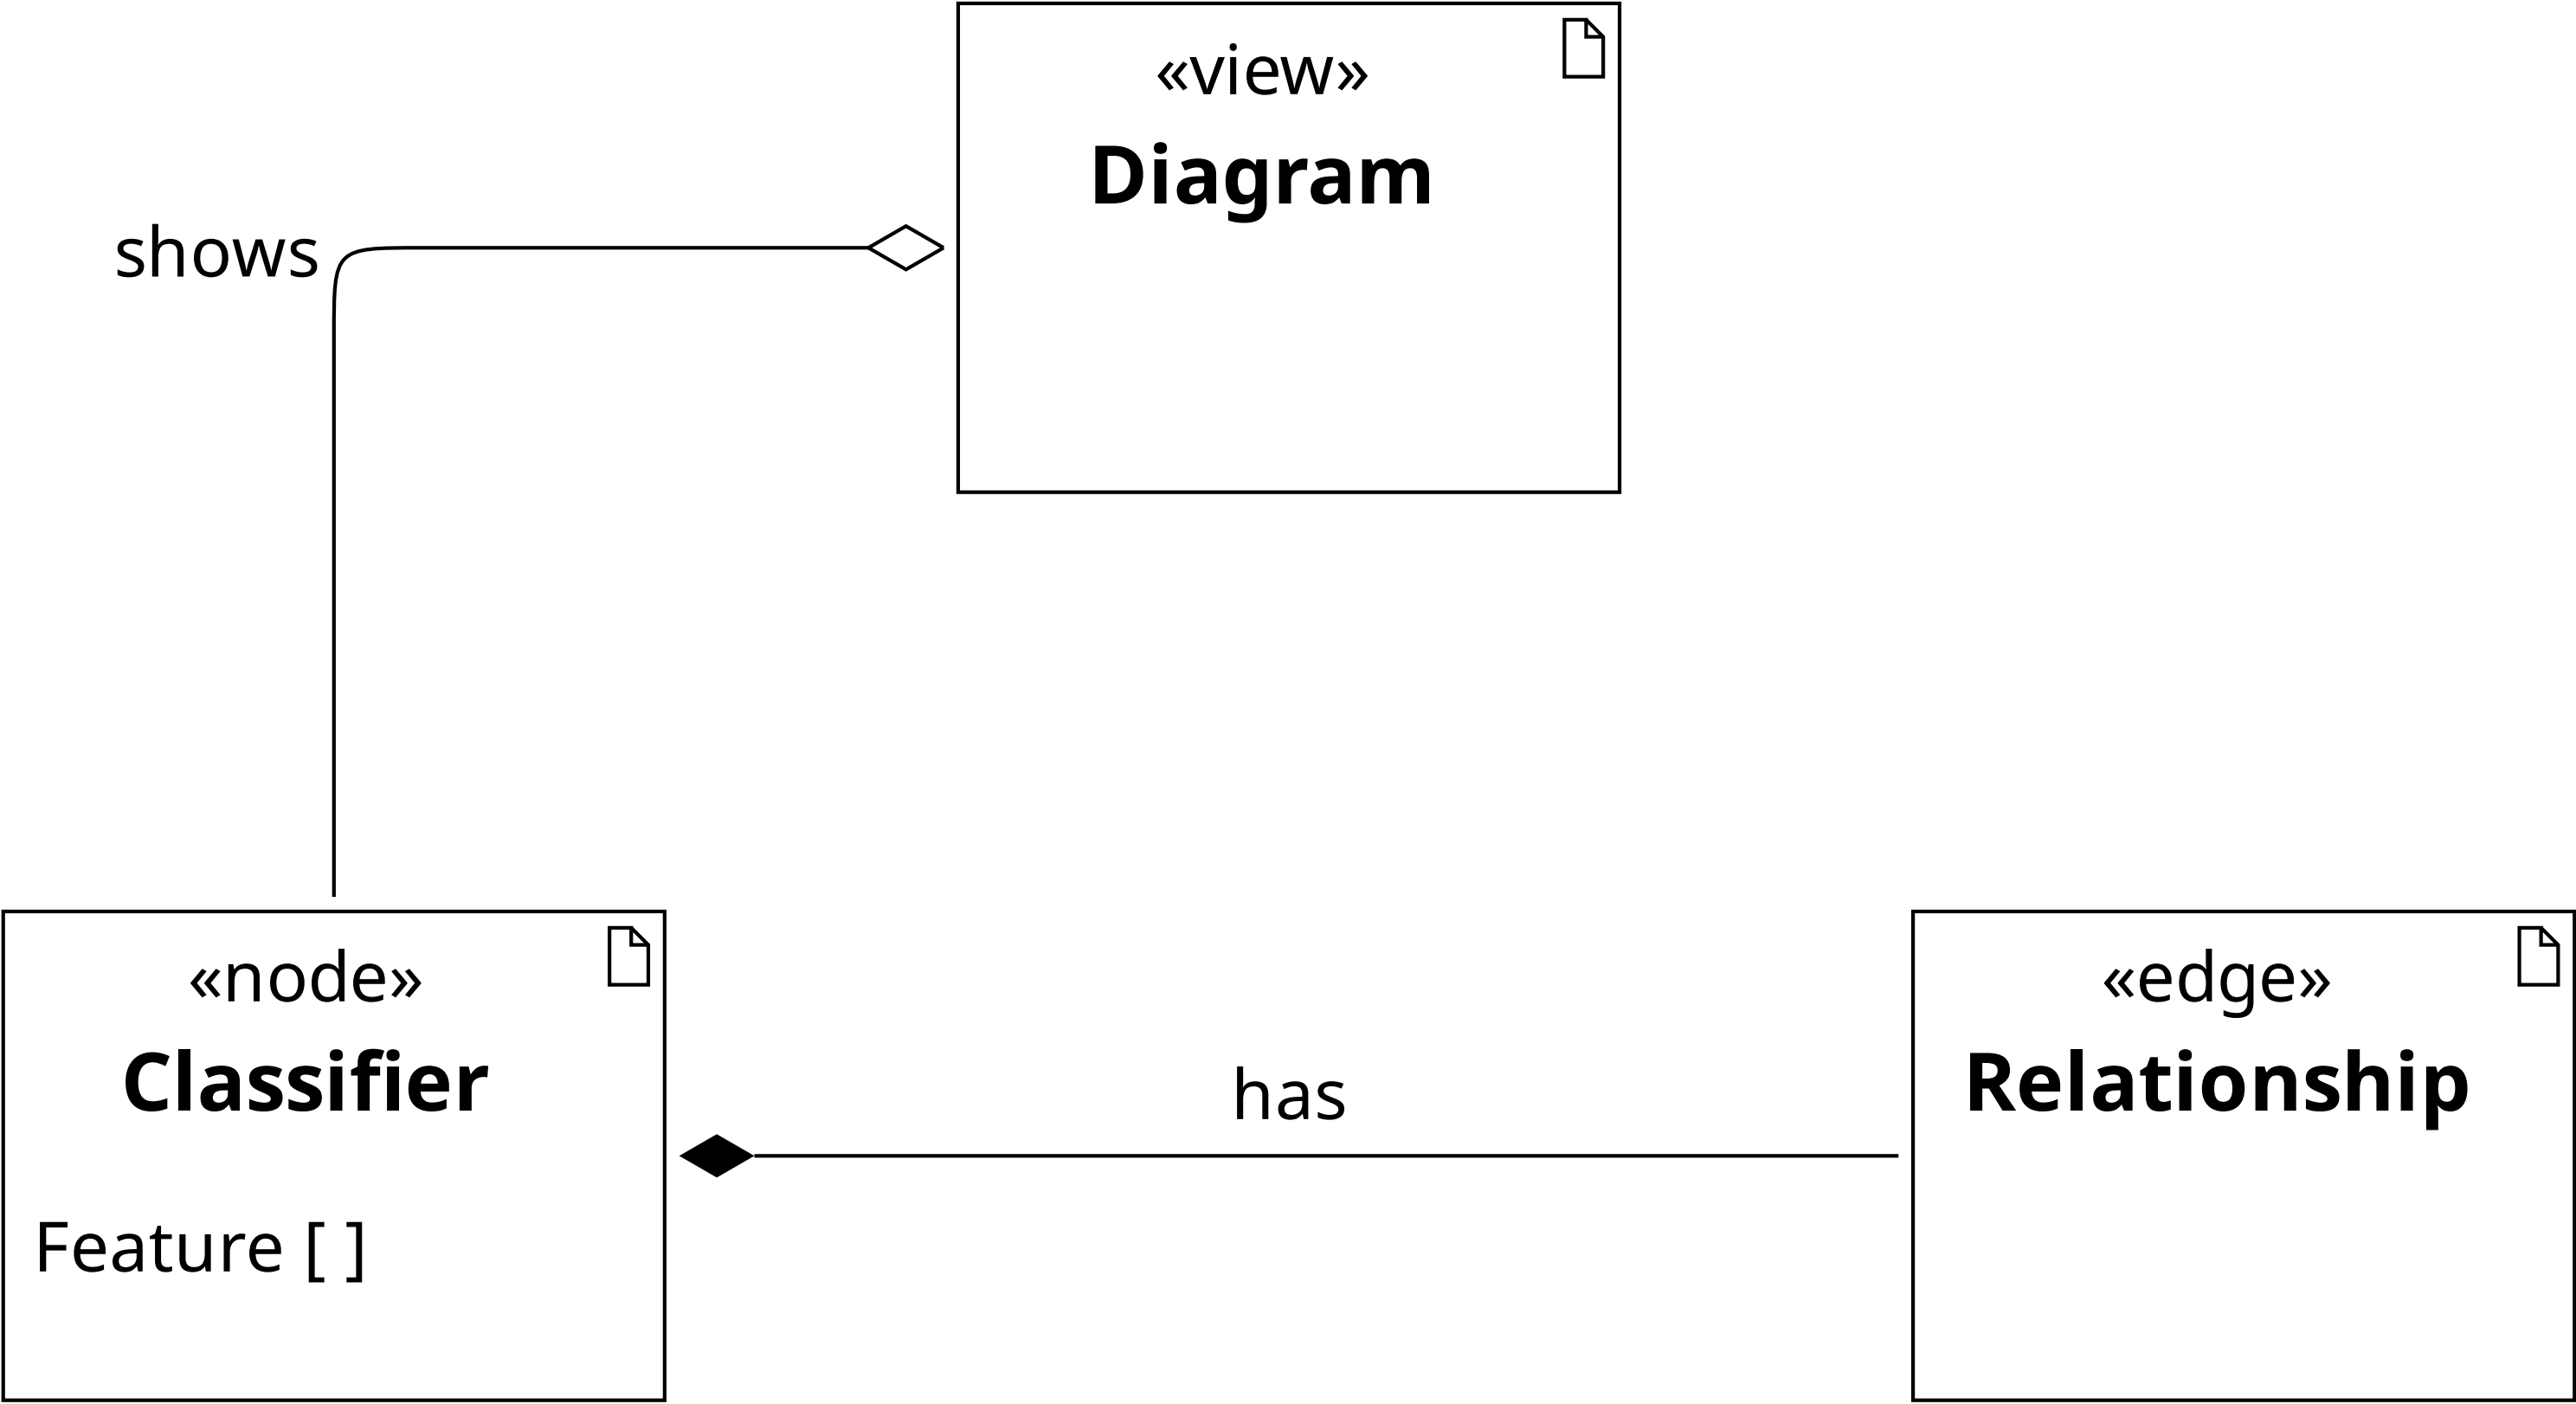 «view»
Diagram
shows
«node»
Classifier
Feature [ ]
has
«edge»
Relationship